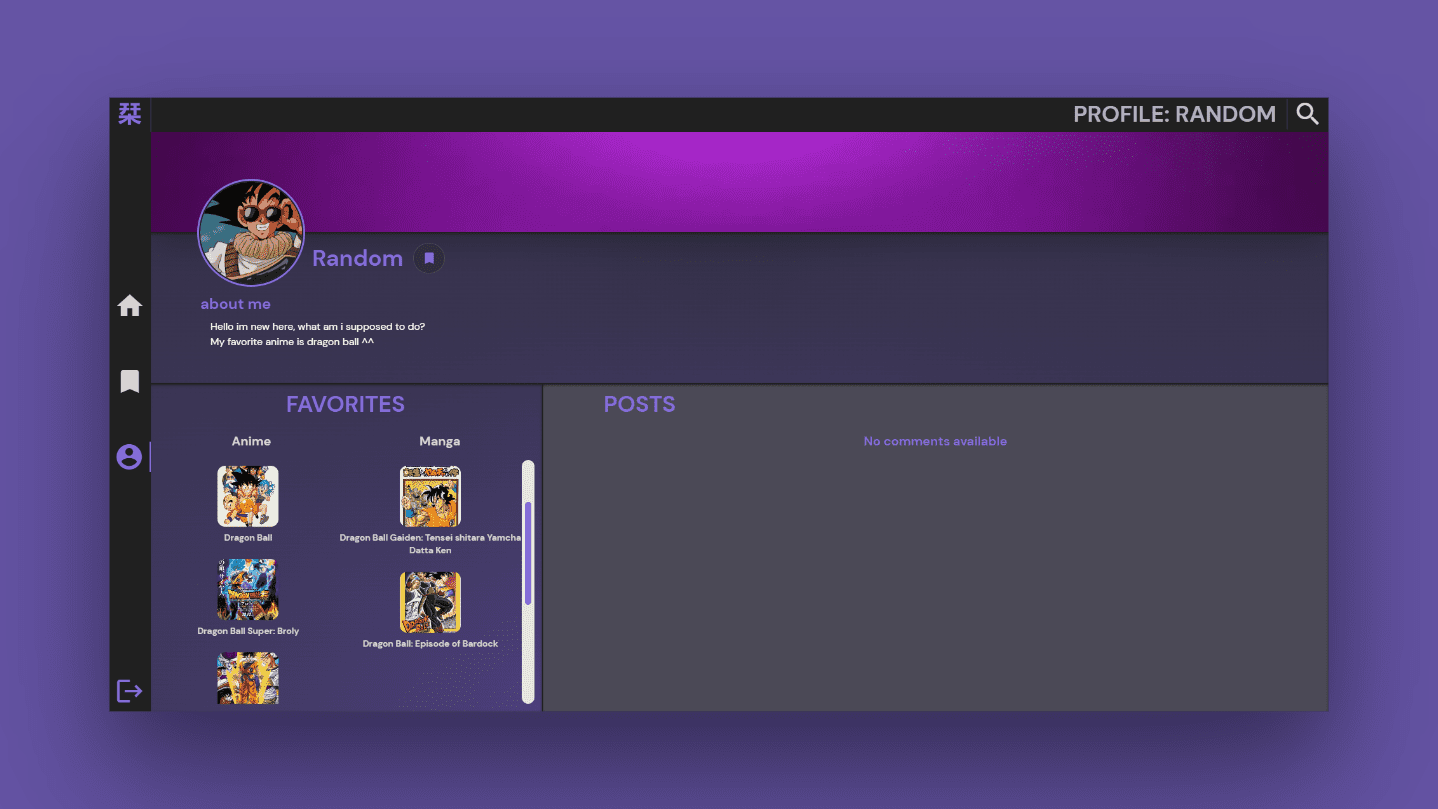 栞
PROFILE: RANDOM
Random
about me
Hello im new here, what am i supposed to do?
My favorite anime is dragon ball ^^
FAVORITES
POSTS
Anime
Manga
No comments available
Dragon Ball
Dragon Ball Gaiden: Tensei shitara Yamcha
Datta Ken
Dragon Ball Super: Broly
Dragon Ball: Episode of Bardock